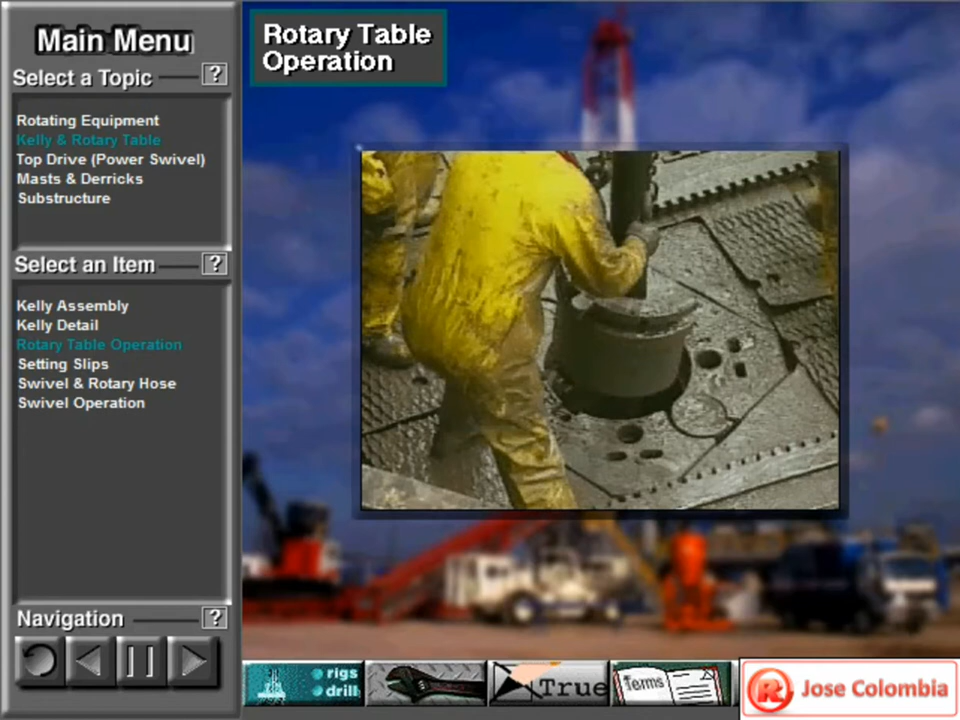 Main Menu
Select a Topic
?
Rotating Equipment
Kelly & Rotary Table
Top Drive (Power Swivel)
Masts & Derricks
Substructure
Select an Item
?
Kelly Assembly
Kelly Detail
Rotary Table Operation
Setting Slips
Swivel & Rotary Hose
Swivel Operation
Navigation
?
Rotary Table
Operation
rigs
drill
True
Terms
R Jose Colombia